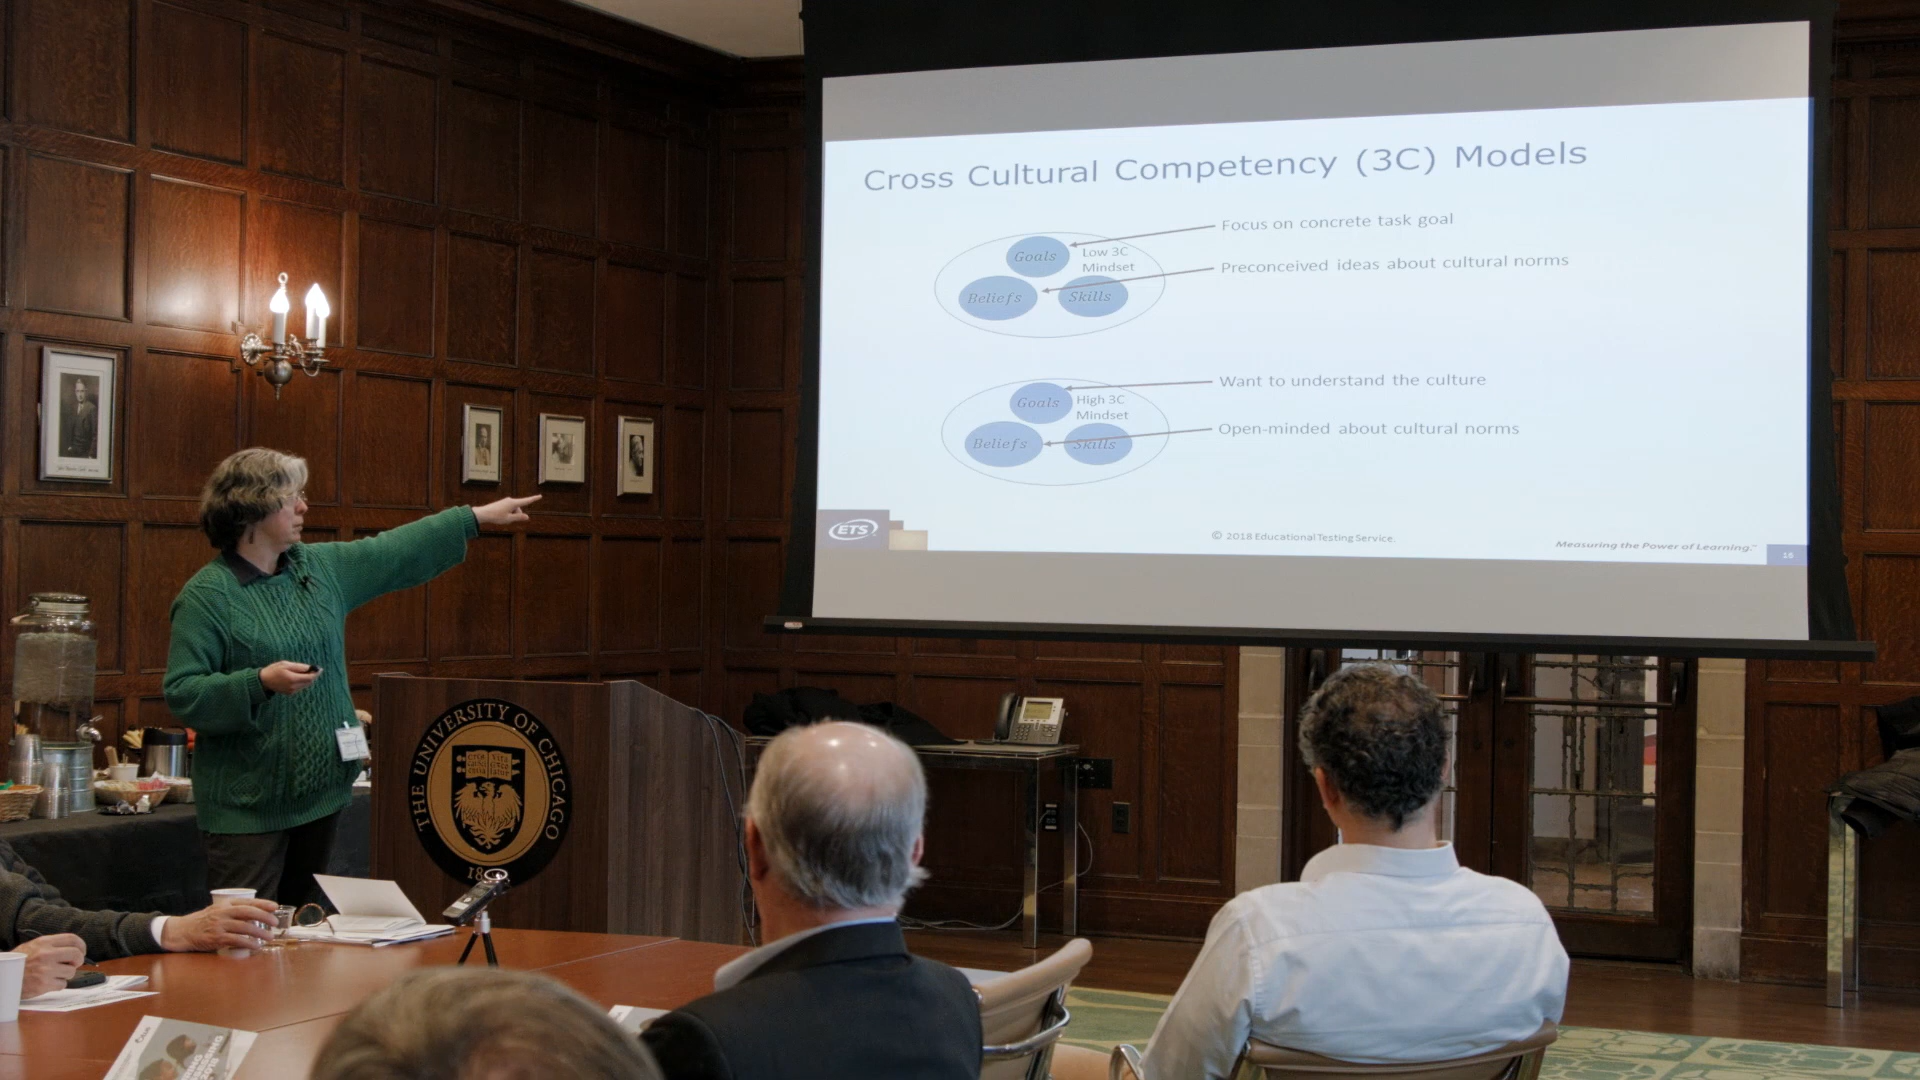 Cross Cultural Competency (3C) Models
Focus on concrete task goal
Goals
Low 3C
Mindset
Preconceived ideas about cultural norms
Beliefs
Skills
Want to understand the culture
Goals
High 3C
Mindset
Open-minded about cultural norms
Beliefs
Skills
ETS
© 2018 Educational Testing Service.
Measuring the Power of Learning.™
16
THE UNIVERSITY OF CHICAGO